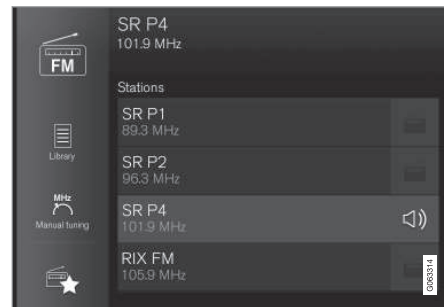 SR P4
101.9 MHz
FM
Stations
SR P1
89.3 MHz
Library
SR P2
96.3 MHz
MHz
Manual tuning
SR P4
101.9 MHz
RIX FM
105.9 MHz
G063314